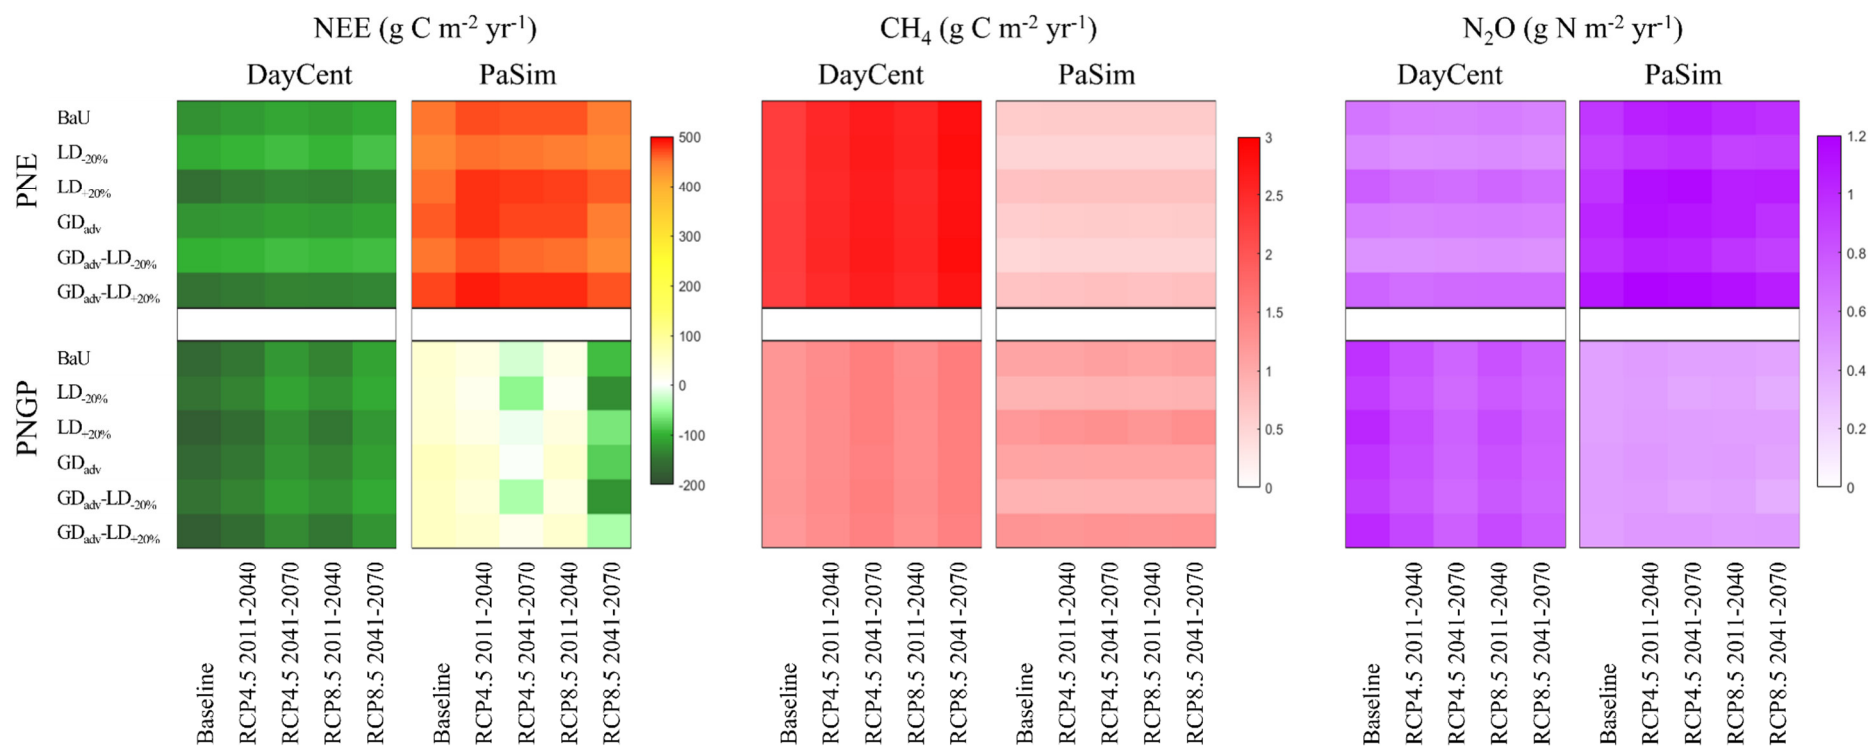 NEE (g C m-2 yr-1) CH4 (g C m-2 yr-1) N2O (g N m-2 yr-1)
DayCent PaSim DayCent PaSim DayCent PaSim
PNE
BaU
LD-20%
LD+20%
GDadv
GDadv-LD-20%
GDadv-LD+20%
PNGP
BaU
LD-20%
LD+20%
GDadv
GDadv-LD-20%
GDadv-LD+20%
500
400
300
200
100
0
-100
-200
3
2.5
2
1.5
1
0.5
0
1.2
1
0.8
0.6
0.4
0.2
0
Baseline
RCP4.5 2011-2040
RCP4.5 2041-2070
RCP8.5 2011-2040
RCP8.5 2041-2070
Baseline
RCP4.5 2011-2040
RCP4.5 2041-2070
RCP8.5 2011-2040
RCP8.5 2041-2070
Baseline
RCP4.5 2011-2040
RCP4.5 2041-2070
RCP8.5 2011-2040
RCP8.5 2041-2070
Baseline
RCP4.5 2011-2040
RCP4.5 2041-2070
RCP8.5 2011-2040
RCP8.5 2041-2070
Baseline
RCP4.5 2011-2040
RCP4.5 2041-2070
RCP8.5 2011-2040
RCP8.5 2041-2070
Baseline
RCP4.5 2011-2040
RCP4.5 2041-2070
RCP8.5 2011-2040
RCP8.5 2041-2070